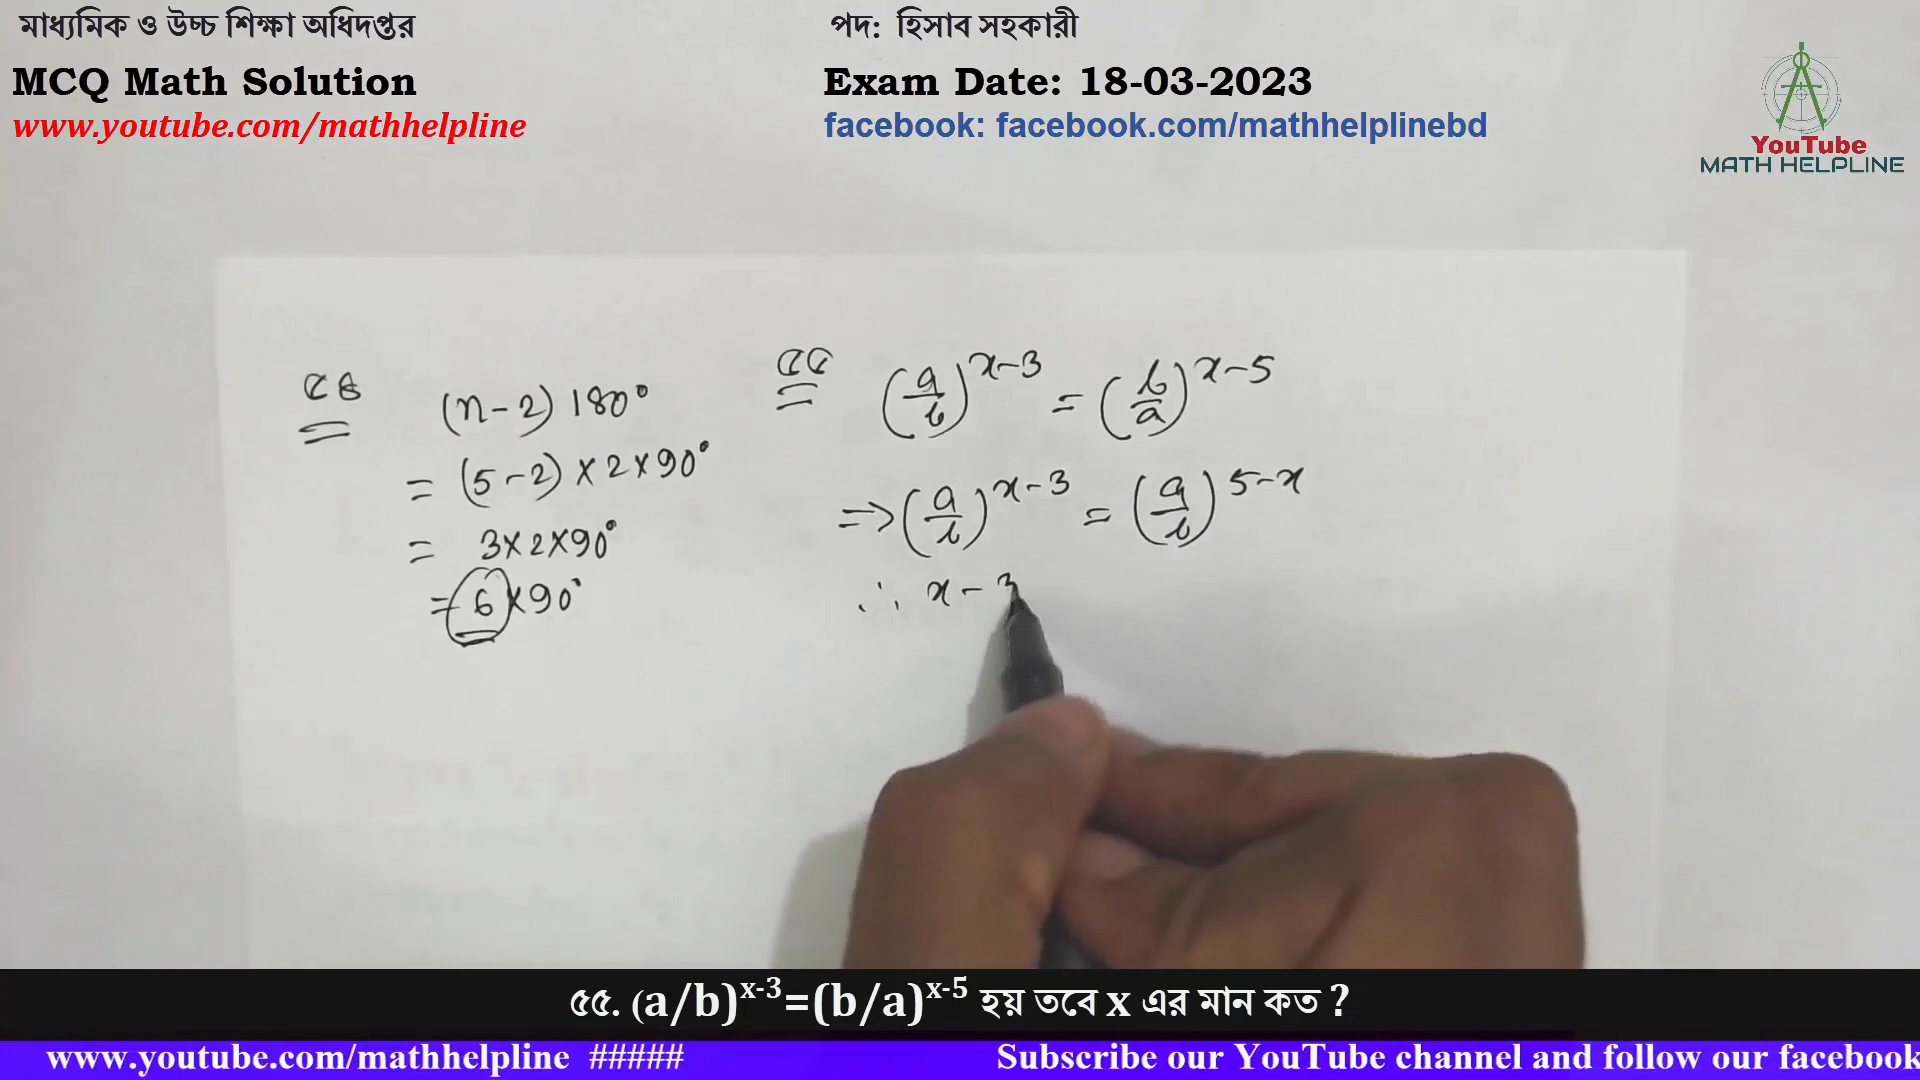 মাধ্যমিক ও উচ্চ শিক্ষা অধিদপ্তর
পদ: হিসাব সহকারী
MCQ Math Solution
Exam Date: 18-03-2023
www.youtube.com/mathhelpline
facebook: facebook.com/mathhelplinebd
YouTube
MATH HELPLINE
৫৪
(n-2) 180°
= (5-2) × 2 × 90°
= 3×2×90°
= 6 × 90°
৫৫
(a/b)^x-3 = (b/a)^x-5
=> (a/b)^x-3 = (a/b)^5-x
∴ x - 3
৫৫. (a/b)^x-3=(b/a)^x-5 হয় তবে x এর মান কত ?
www.youtube.com/mathhelpline #####
Subscribe our YouTube channel and follow our facebook